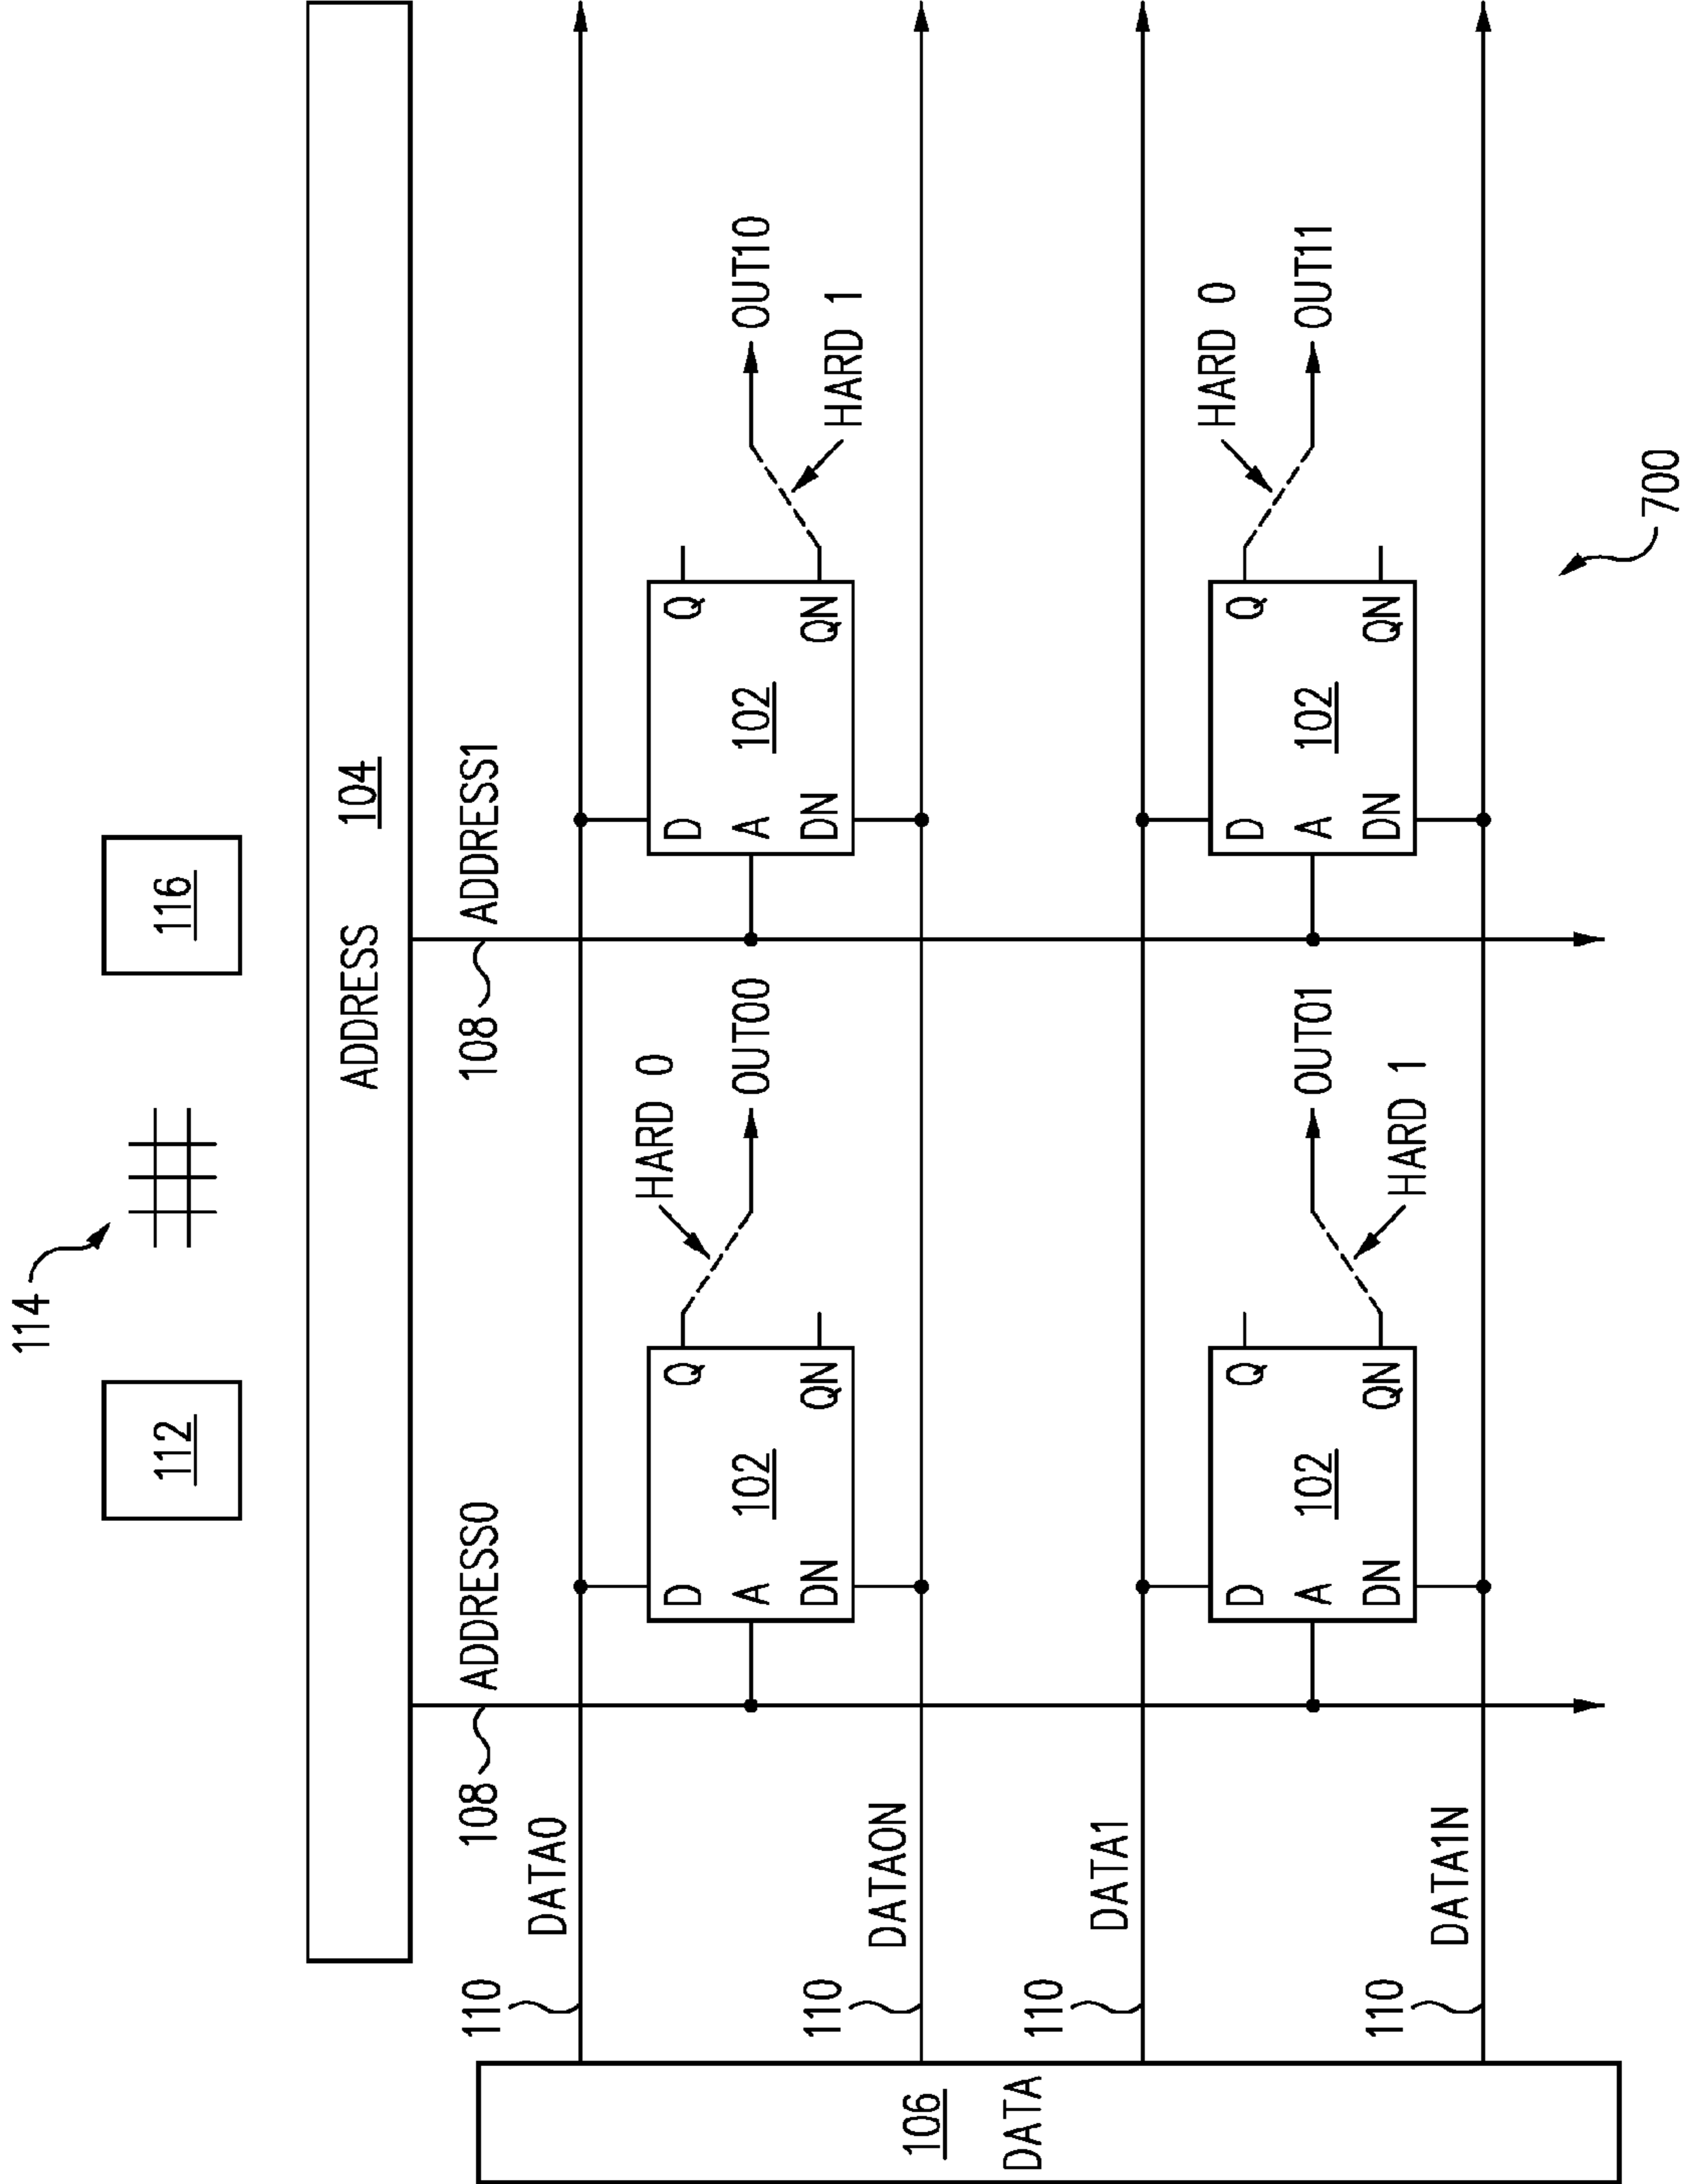 114
112
116
ADDRESS 104
108
ADDRESS0
108
ADDRESS1
110
DATA0
D
Q
HARD 0
A
102
OUT00
DN
QN
D
Q
A
102
OUT10
DN
QN
HARD 1
106
DATA
110
DATA0N
110
DATA1
D
Q
A
102
OUT01
DN
QN
HARD 1
D
Q
HARD 0
A
102
OUT11
DN
QN
110
DATA1N
700